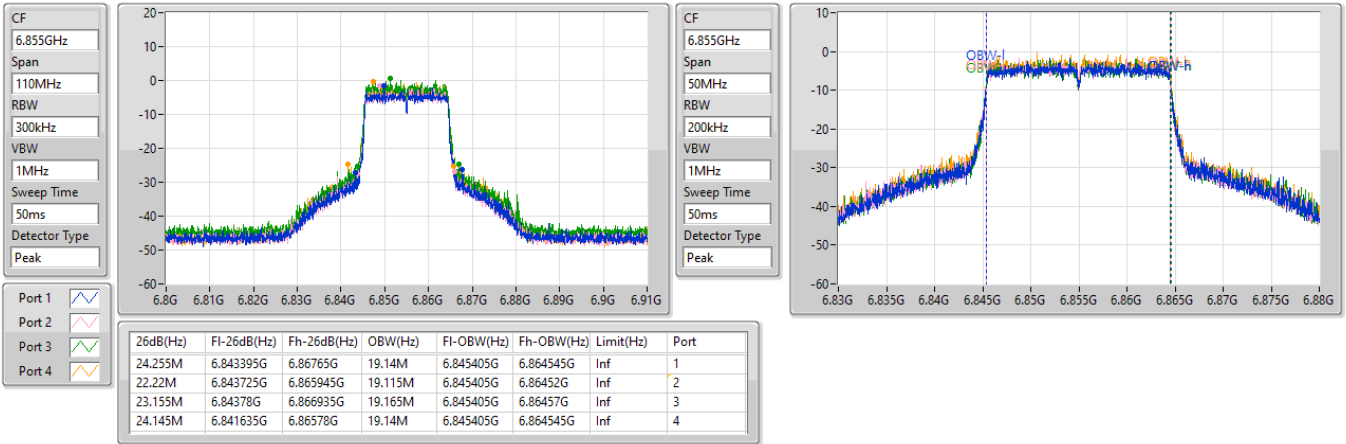 CF
6.855GHz
Span
110MHz
RBW
300kHz
VBW
1MHz
Sweep Time
50ms
Detector Type
Peak
20
10
0
-10
-20
-30
-40
-50
-60
6.8G 6.81G 6.82G 6.83G 6.84G 6.85G 6.86G 6.87G 6.88G 6.89G 6.9G 6.91G
CF
6.855GHz
Span
50MHz
RBW
200kHz
VBW
1MHz
Sweep Time
50ms
Detector Type
Peak
10
0
-10
-20
-30
-40
-50
-60
OBW-l
OBW-h
6.83G 6.835G 6.84G 6.845G 6.85G 6.855G 6.86G 6.865G 6.87G 6.875G 6.88G
Port 1
Port 2
Port 3
Port 4
26dB(Hz) Fl-26dB(Hz) Fh-26dB(Hz) OBW(Hz) Fl-OBW(Hz) Fh-OBW(Hz) Limit(Hz) Port
24.255M 6.843395G 6.86765G 19.14M 6.845405G 6.864545G Inf 1
22.22M 6.843725G 6.865945G 19.115M 6.845405G 6.86452G Inf 2
23.155M 6.84378G 6.866935G 19.165M 6.845405G 6.86457G Inf 3
24.145M 6.841635G 6.86578G 19.14M 6.845405G 6.864545G Inf 4